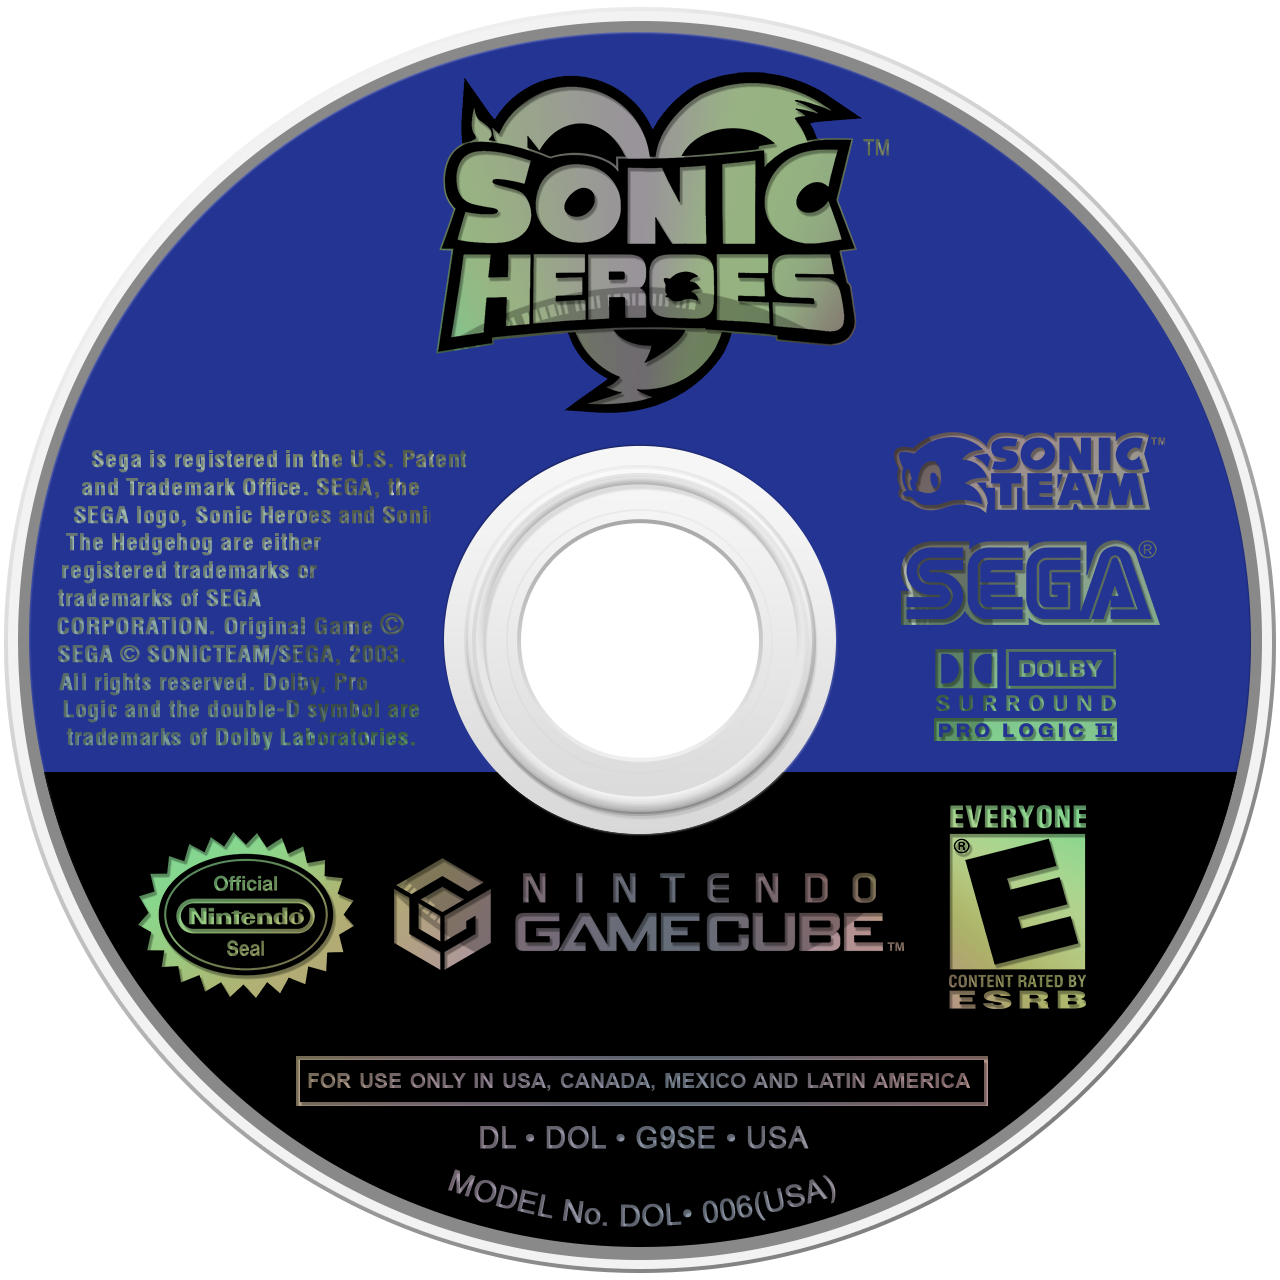 SONIC
HEROES
TM
Sega is registered in the U.S. Patent
and Trademark Office. SEGA, the
SEGA logo, Sonic Heroes and Soni
The Hedgehog are either
registered trademarks or
trademarks of SEGA
CORPORATION. Original Game ©
SEGA © SONICTEAM/SEGA, 2003.
All rights reserved. Dolby, Pro
Logic and the double-D symbol are
trademarks of Dolby Laboratories.
SONIC TM
TEAM
SEGA ®
DOLBY
SURROUND
PRO LOGIC II
Official
Nintendo®
Seal
NINTENDO
GAMECUBE TM
EVERYONE
® E
CONTENT RATED BY
ESRB
FOR USE ONLY IN USA, CANADA, MEXICO AND LATIN AMERICA
DL • DOL • G9SE • USA
MODEL No. DOL• 006(USA)